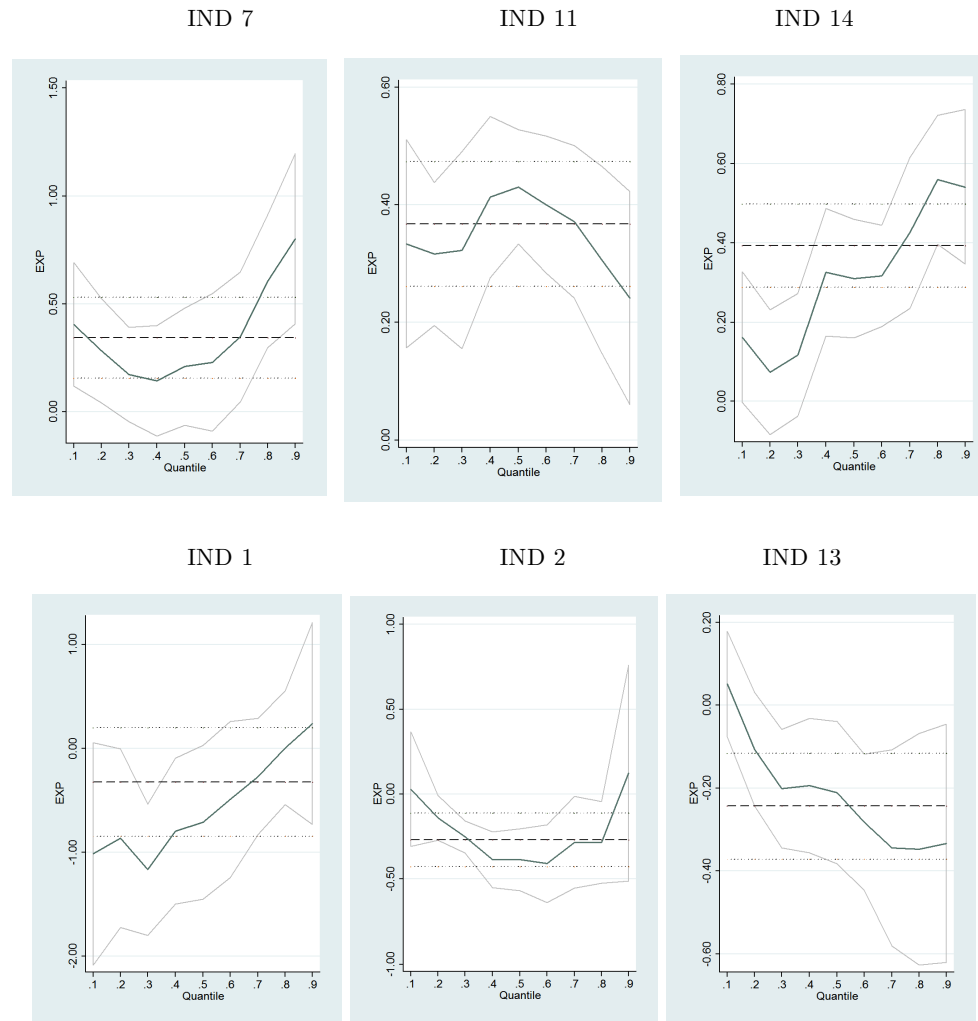 IND 7 IND 11 IND 14
1.50
1.00
0.50
0.00
EXP
.1 .2 .3 .4 .5 .6 .7 .8 .9
Quantile
0.60
0.40
0.20
0.00
EXP
.1 .2 .3 .4 .5 .6 .7 .8 .9
Quantile
0.80
0.60
0.40
0.20
0.00
EXP
.1 .2 .3 .4 .5 .6 .7 .8 .9
Quantile
IND 1 IND 2 IND 13
1.00
0.00
-1.00
-2.00
EXP
.1 .2 .3 .4 .5 .6 .7 .8 .9
Quantile
1.00
0.50
0.00
-0.50
-1.00
EXP
.1 .2 .3 .4 .5 .6 .7 .8 .9
Quantile
0.20
0.00
-0.20
-0.40
-0.60
EXP
.1 .2 .3 .4 .5 .6 .7 .8 .9
Quantile